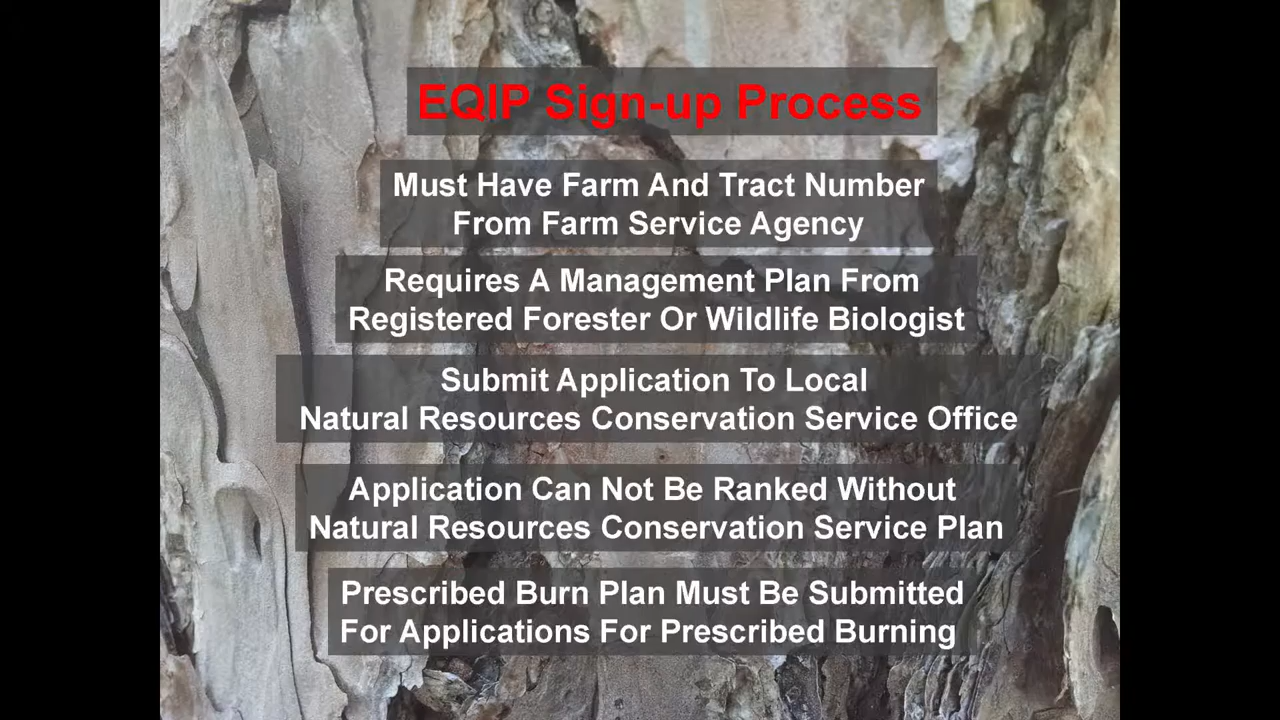 EQIP Sign-up Process
Must Have Farm And Tract Number
From Farm Service Agency
Requires A Management Plan From
Registered Forester Or Wildlife Biologist
Submit Application To Local
Natural Resources Conservation Service Office
Application Can Not Be Ranked Without
Natural Resources Conservation Service Plan
Prescribed Burn Plan Must Be Submitted
For Applications For Prescribed Burning